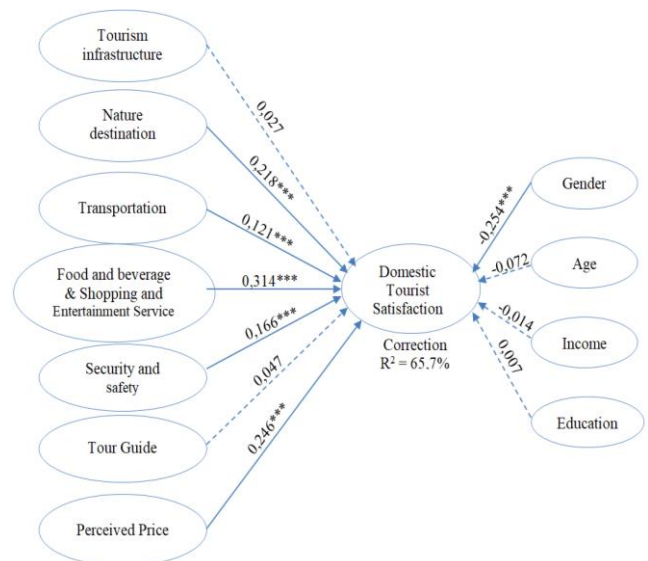 Tourism
infrastructure
0,027
Nature
destination
0,218***
Transportation
0,121***
Food and beverage
& Shopping and
Entertainment Service
0,314***
Security and
safety
0,166***
Tour Guide
0,047
Perceived Price
0,246***
Domestic
Tourist
Satisfaction
Correction
R² = 65.7%
Gender
-0,254***
Age
-0,072
Income
-0,014
Education
0,007